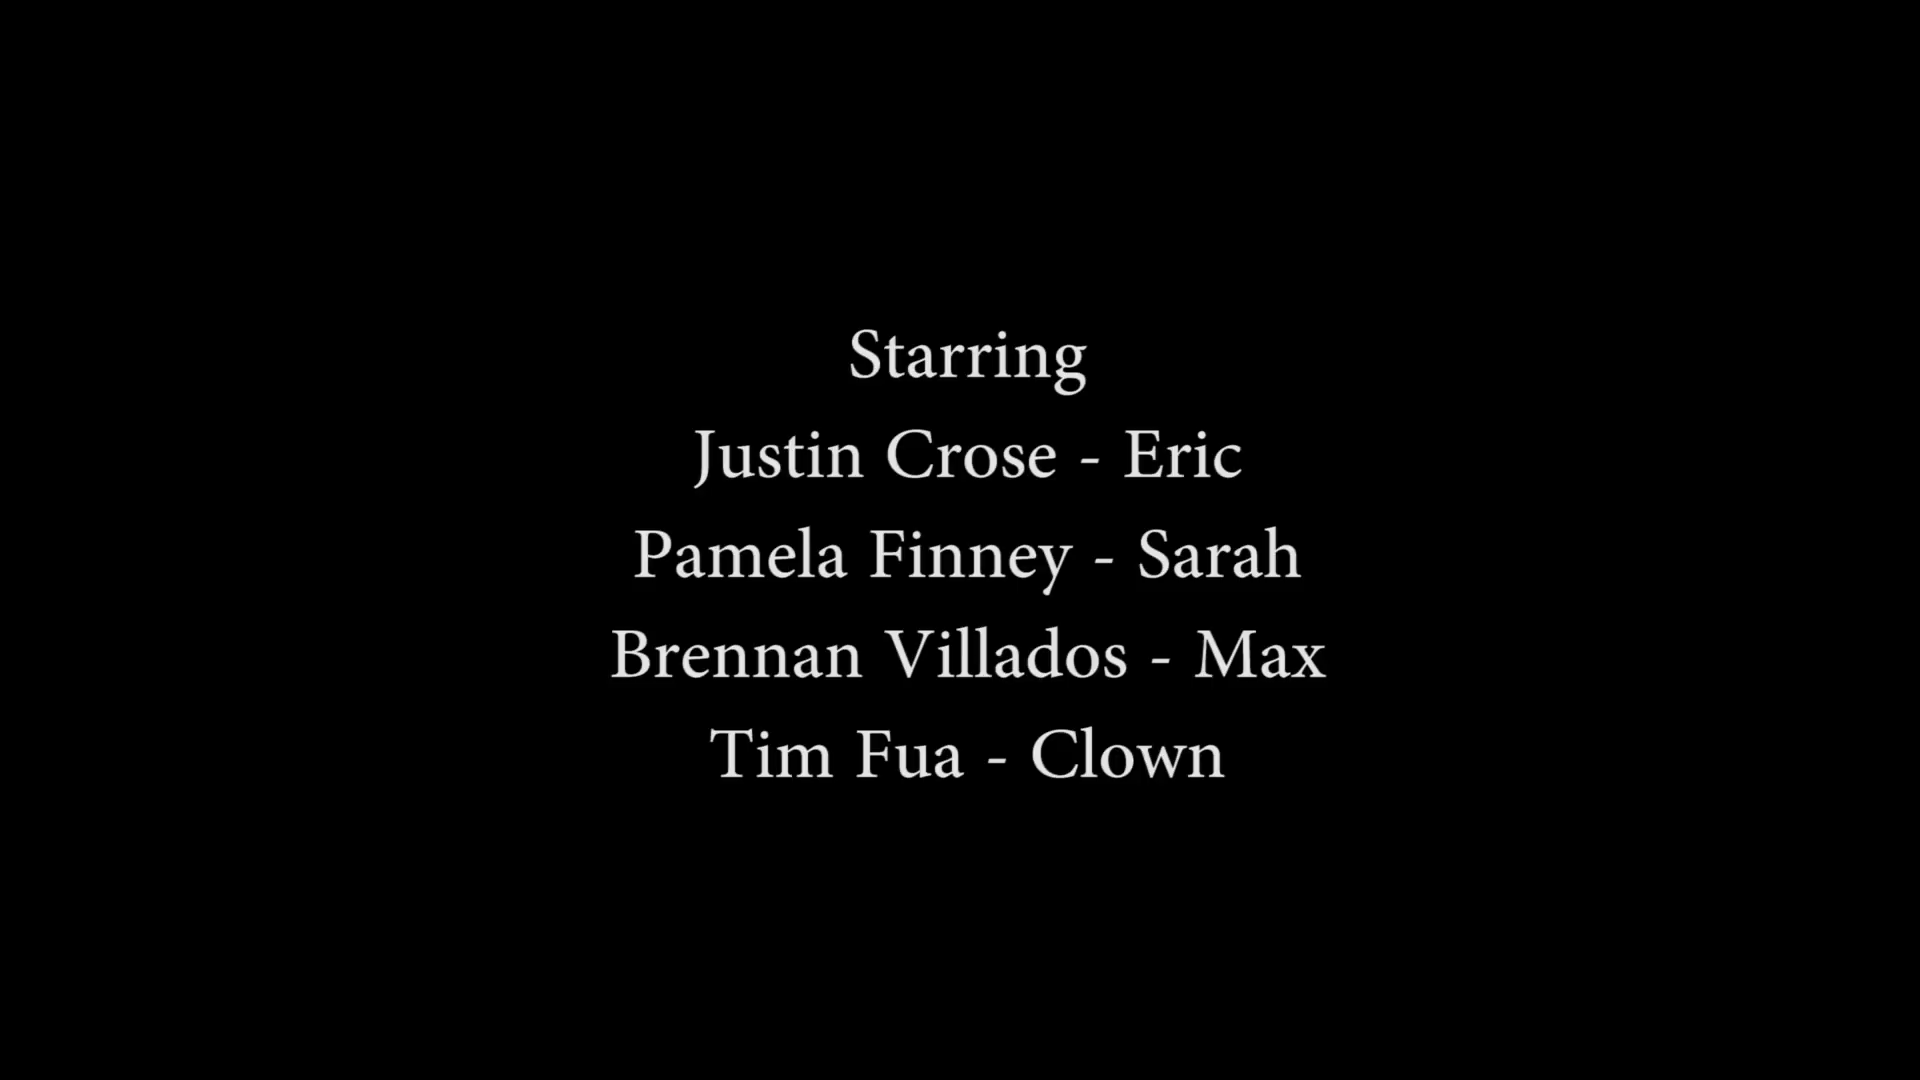 Starring
Justin Crose - Eric
Pamela Finney - Sarah
Brennan Villados - Max
Tim Fua - Clown